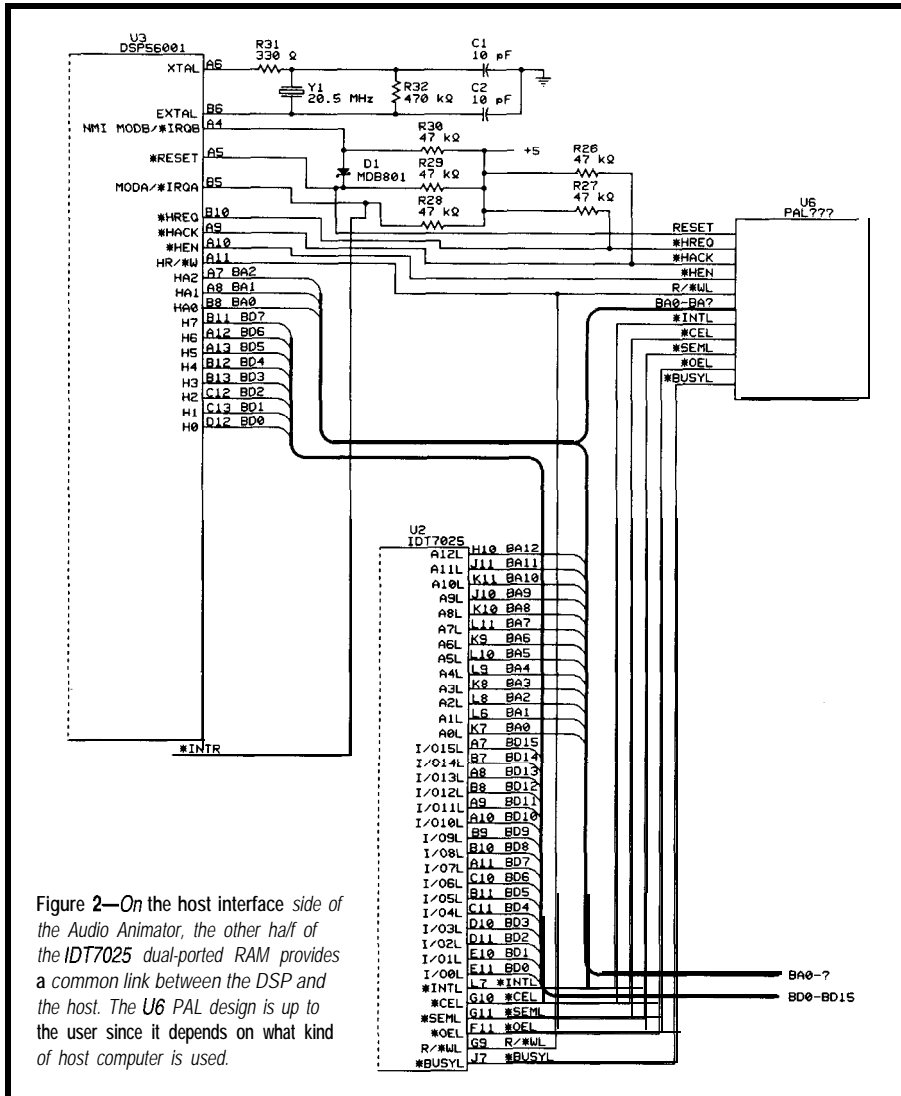 U3
DSP56001
XTAL A6
R31
330 Ω
Y1
20.5 MHz
R32
470 kΩ
C1
10 pF
C2
10 pF
EXTAL B6
NMI MODB/*IRQB A4
*RESET A5
MODA/*IRQA B5
D1
MDB801
R30
47 kΩ
R29
47 kΩ
R28
47 kΩ
+5
R26
47 kΩ
R27
47 kΩ
*HREQ B10
*HACK A9
*HEN A10
HR/*W A11
HA2 A7 BA2
HA1 A8 BA1
HA0 B8 BA0
H7 B11 BD7
H6 A12 BD6
H5 A13 BD5
H4 B12 BD4
H3 B13 BD3
H2 C12 BD2
H1 C13 BD1
H0 D12 BD0
*INTR
U6
PAL???
RESET
*HREQ
*HACK
*HEN
R/*WL
BA0-BA?
*INTL
*CEL
*SEML
*OEL
*BUSYL
U2
IDT7025
A12L H10 BA12
A11L J11 BA11
A10L K11 BA10
A9L J10 BA9
A8L K10 BA8
A7L L11 BA7
A6L K9 BA6
A5L L10 BA5
A4L L9 BA4
A3L K8 BA3
A2L L8 BA2
A1L L6 BA1
A0L K7 BA0
I/O15L A7 BD15
I/O14L B7 BD14
I/O13L A8 BD13
I/O12L B8 BD12
I/O11L A9 BD11
I/O10L A10 BD10
I/O9L B9 BD9
I/O8L B10 BD8
I/O7L A11 BD7
I/O6L C10 BD6
I/O5L B11 BD5
I/O4L C11 BD4
I/O3L D10 BD3
I/O2L D11 BD2
I/O1L E10 BD1
I/O0L E11 BD0
*INTL L7 *INTL
*CEL G10 *CEL
*SEML G11 *SEML
*OEL F11 *OEL
R/*WL G9 R/*WL
*BUSYL J7 *BUSYL
BA0-?
BD0-BD15
Figure 2—On the host interface side of
the Audio Animator, the other ha/f of
the IDT7025 dual-ported RAM provides
a common link between the DSP and
the host. The U6 PAL design is up to
the user since it depends on what kind
of host computer is used.